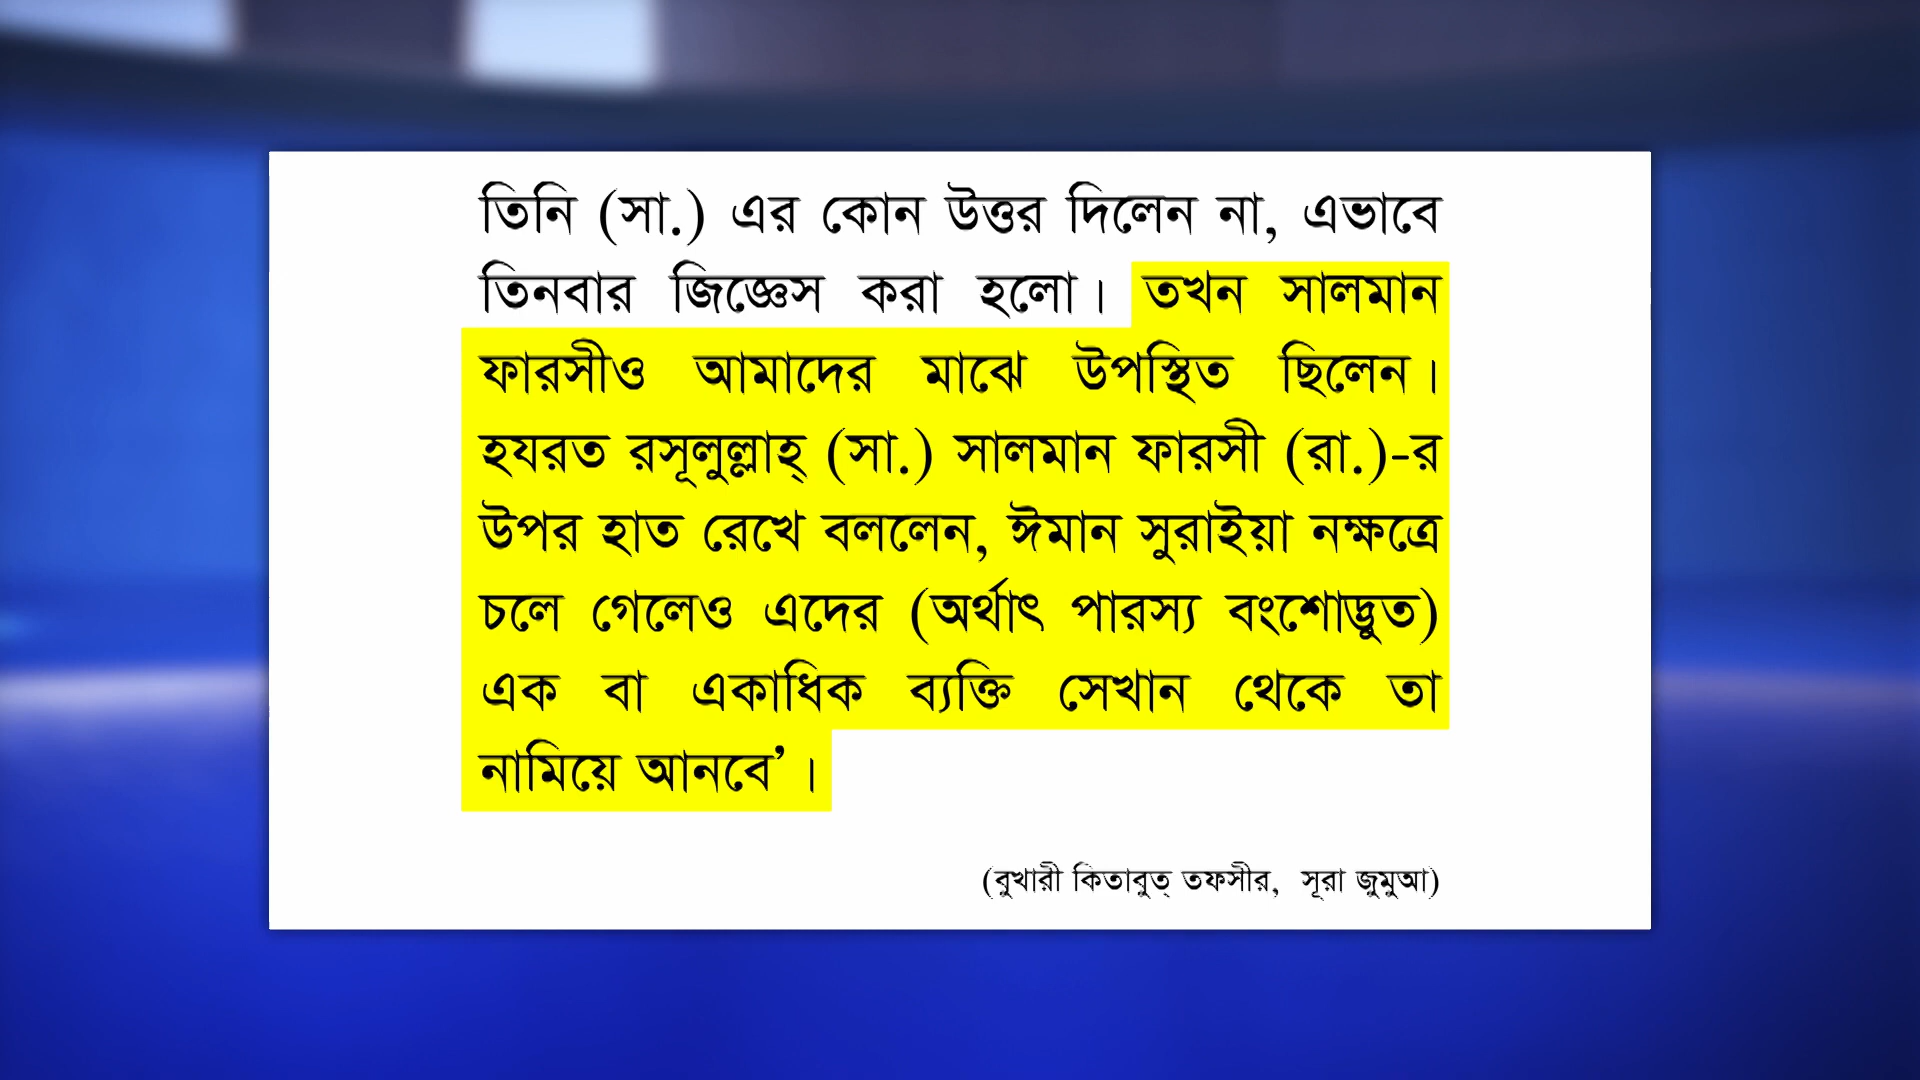 তিনি (সা.) এর কোন উত্তর দিলেন না, এভাবে
তিনবার জিজ্ঞেস করা হলো। তখন সালমান
ফারসীও আমাদের মাঝে উপস্থিত ছিলেন।
হযরত রসূলুল্লাহ্ (সা.) সালমান ফারসী (রা.)-র
উপর হাত রেখে বললেন, ঈমান সুরাইয়া নক্ষত্রে
চলে গেলেও এদের (অর্থাৎ পারস্য বংশোদ্ভুত)
এক বা একাধিক ব্যক্তি সেখান থেকে তা
নামিয়ে আনবে’।
(বুখারী কিতাবুত্ তফসীর, সূরা জুমুআ)